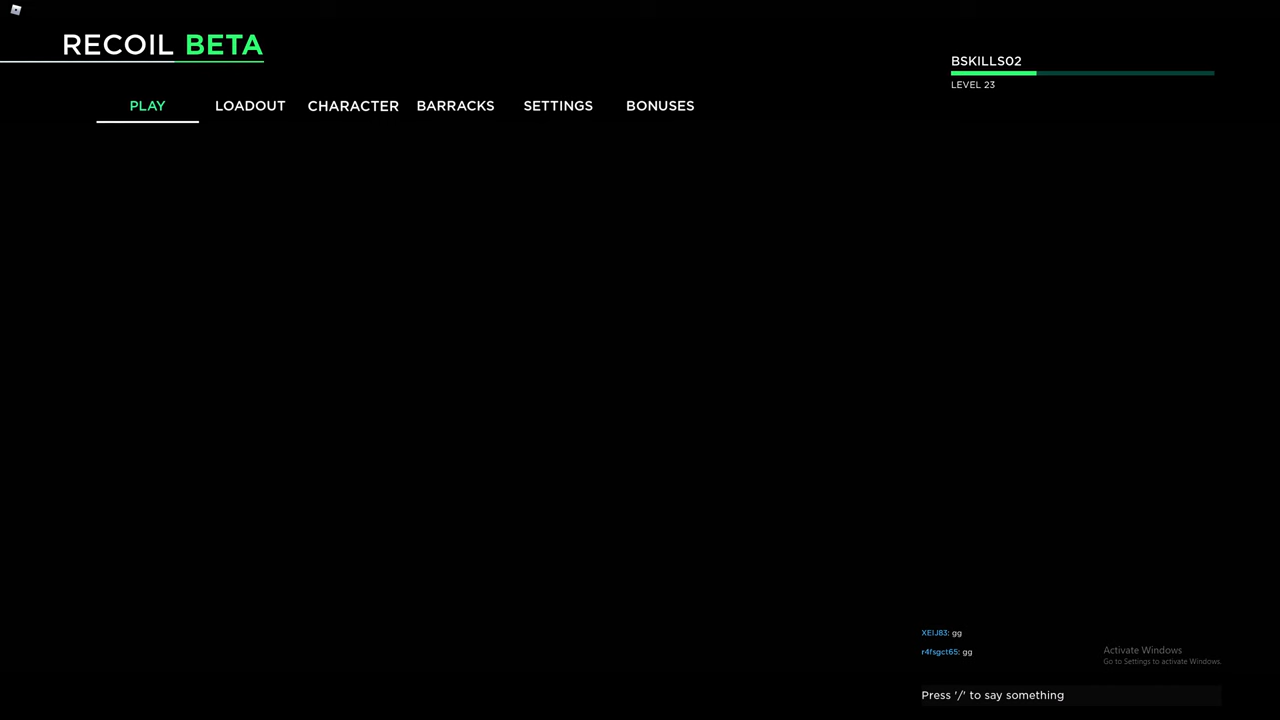 RECOIL BETA
BSKILLS02
LEVEL 23
PLAY LOADOUT CHARACTER BARRACKS SETTINGS BONUSES
XEIJ83: gg
r4fsgct65: gg
Activate Windows
Go to Settings to activate Windows.
Press '/' to say something